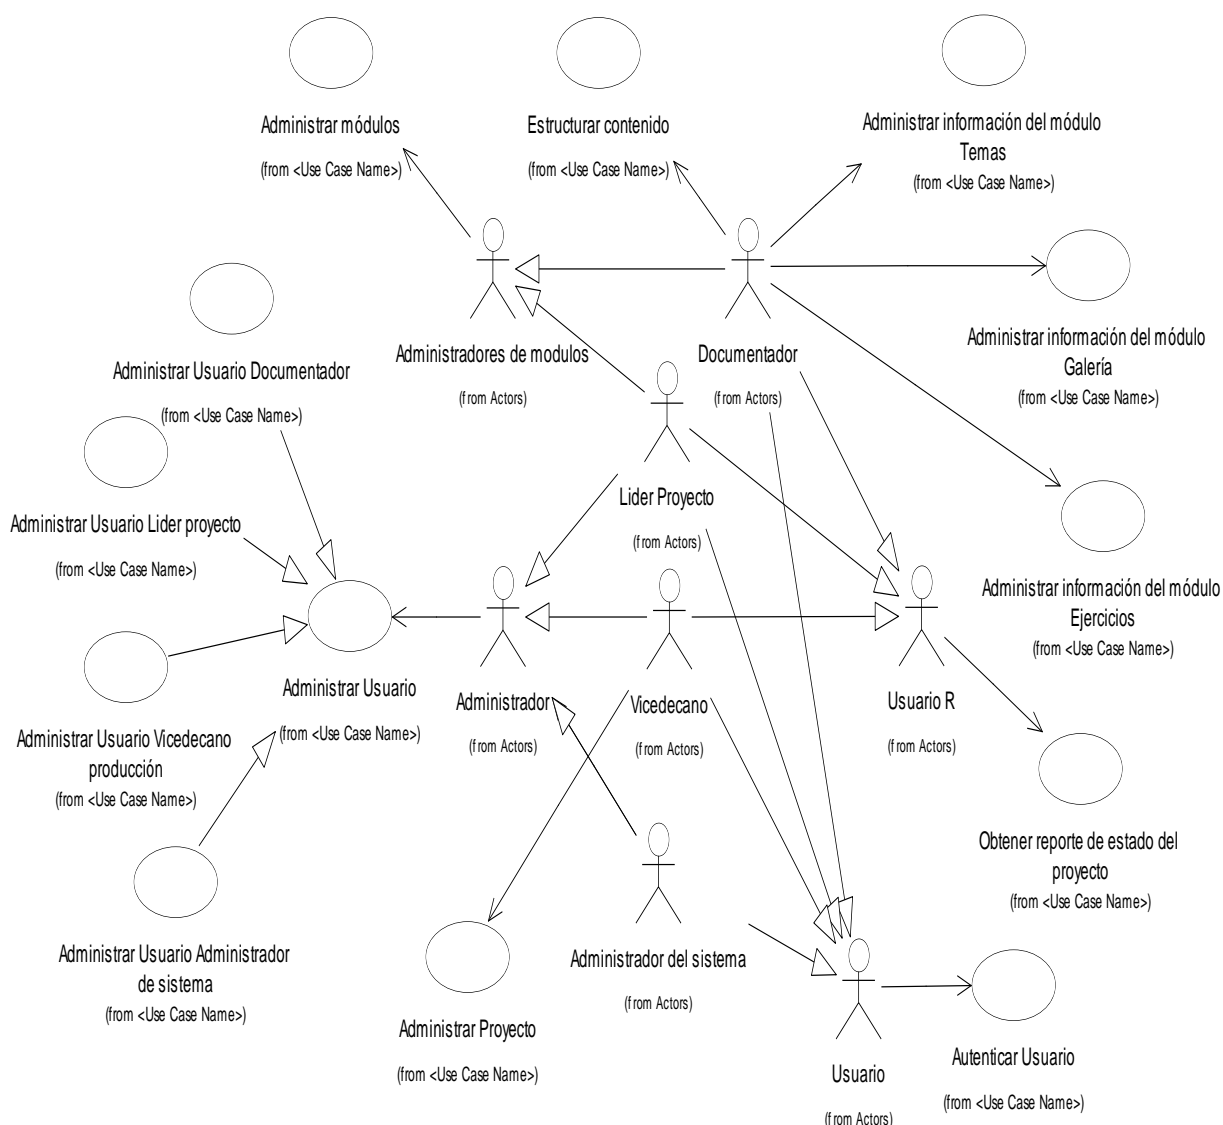 Administrar módulos
(from <Use Case Name>)
Estructurar contenido
(from <Use Case Name>)
Administrar información del módulo
Temas
(from <Use Case Name>)
Administrar información del módulo
Galería
(from <Use Case Name>)
Administradores de modulos
(from Actors)
Documentador
(from Actors)
Administrar Usuario Documentador
(from <Use Case Name>)
Lider Proyecto
(from Actors)
Administrar Usuario Lider proyecto
(from <Use Case Name>)
Administrar información del módulo
Ejercicios
(from <Use Case Name>)
Administrar Usuario
(from <Use Case Name>)
Administrador
(from Actors)
Vicedecano
(from Actors)
Usuario R
(from Actors)
Administrar Usuario Vicedecano
producción
(from <Use Case Name>)
Obtener reporte de estado del
proyecto
(from <Use Case Name>)
Administrar Usuario Administrador
de sistema
(from <Use Case Name>)
Administrador del sistema
(from Actors)
Administrar Proyecto
(from <Use Case Name>)
Usuario
(from Actors)
Autenticar Usuario
(from <Use Case Name>)